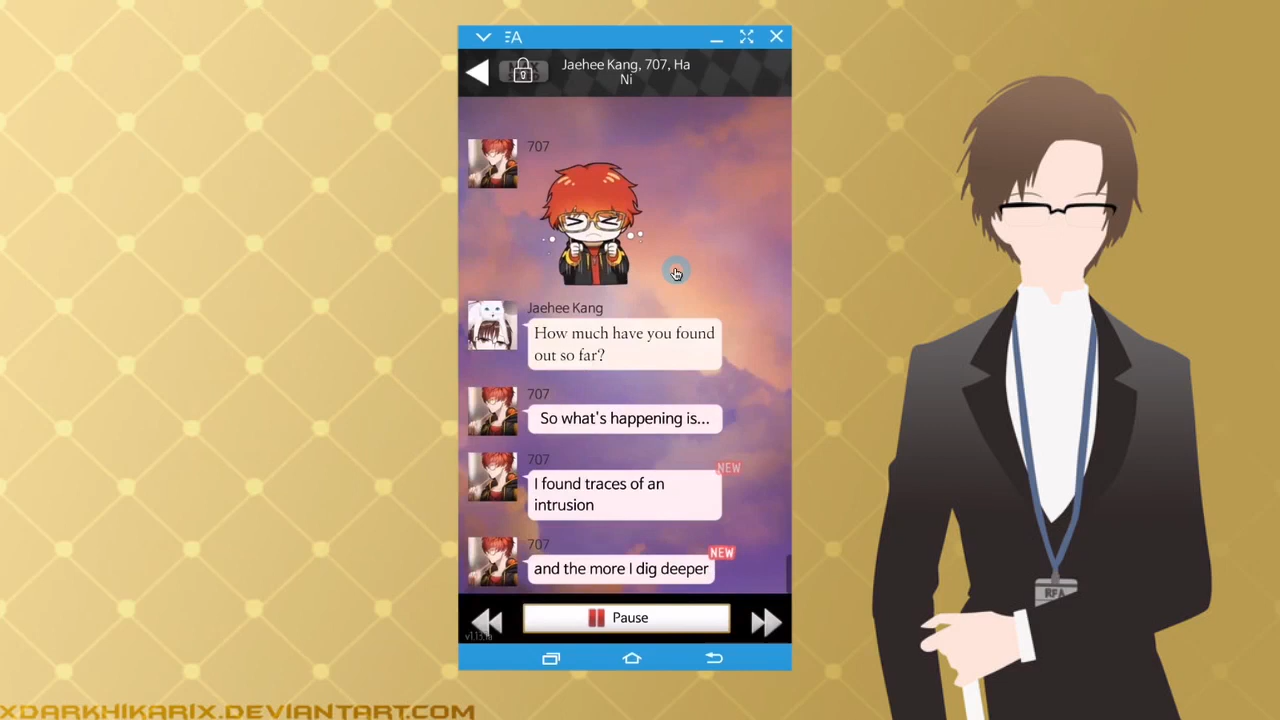 Jaehee Kang, 707, Ha
Ni
707
Jaehee Kang
How much have you found
out so far?
707
So what's happening is...
707
NEW
I found traces of an
intrusion
707
NEW
and the more I dig deeper
Pause
RFA
XDARKHIKARIX.DEVIANTART.COM